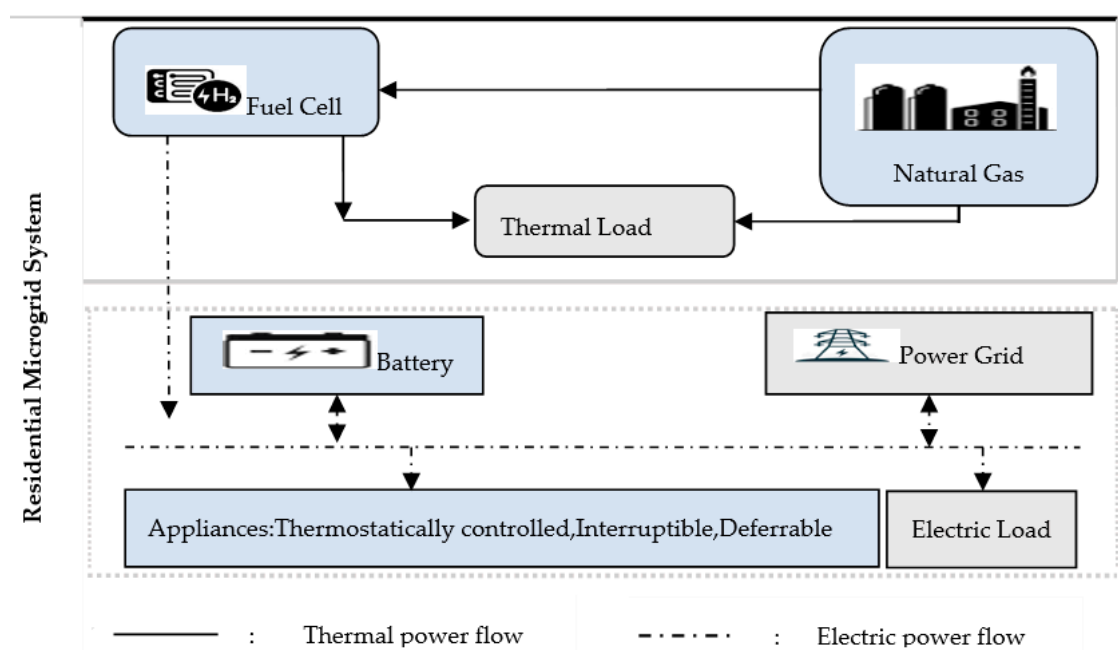 Residential Microgrid System
H₂
Fuel Cell
Natural Gas
Thermal Load
Battery
Power Grid
Appliances:Thermostatically controlled,Interruptible,Deferrable
Electric Load
: Thermal power flow
: Electric power flow